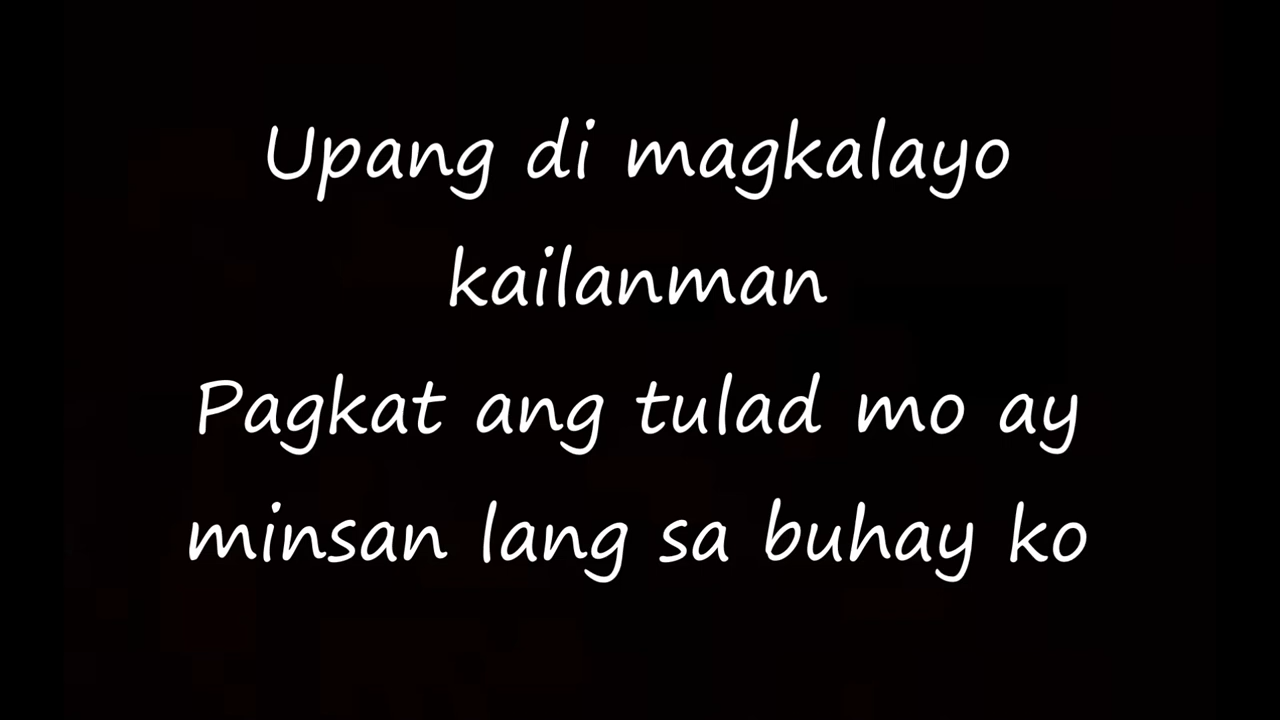 Upang di magkalayo
kailanman
Pagkat ang tulad mo ay
minsan lang sa buhay ko